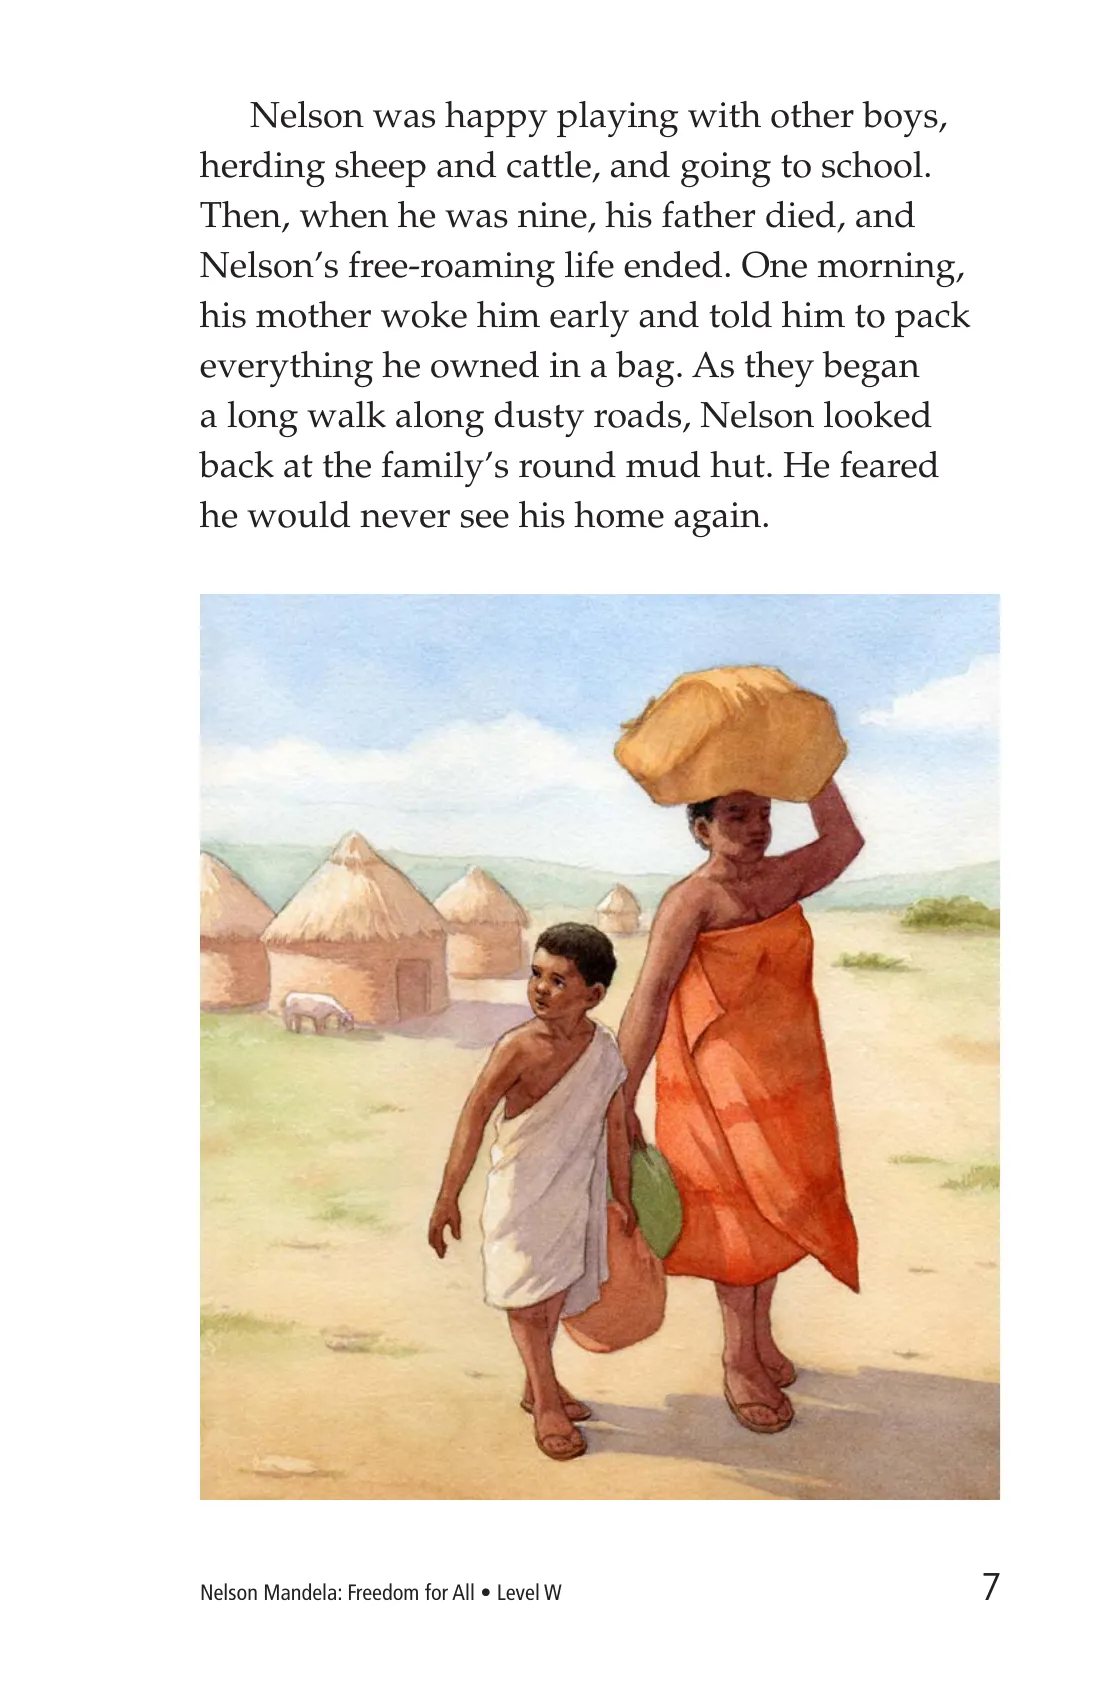 Nelson was happy playing with other boys,
herding sheep and cattle, and going to school.
Then, when he was nine, his father died, and
Nelson’s free-roaming life ended. One morning,
his mother woke him early and told him to pack
everything he owned in a bag. As they began
a long walk along dusty roads, Nelson looked
back at the family’s round mud hut. He feared
he would never see his home again.
Nelson Mandela: Freedom for All • Level W
7